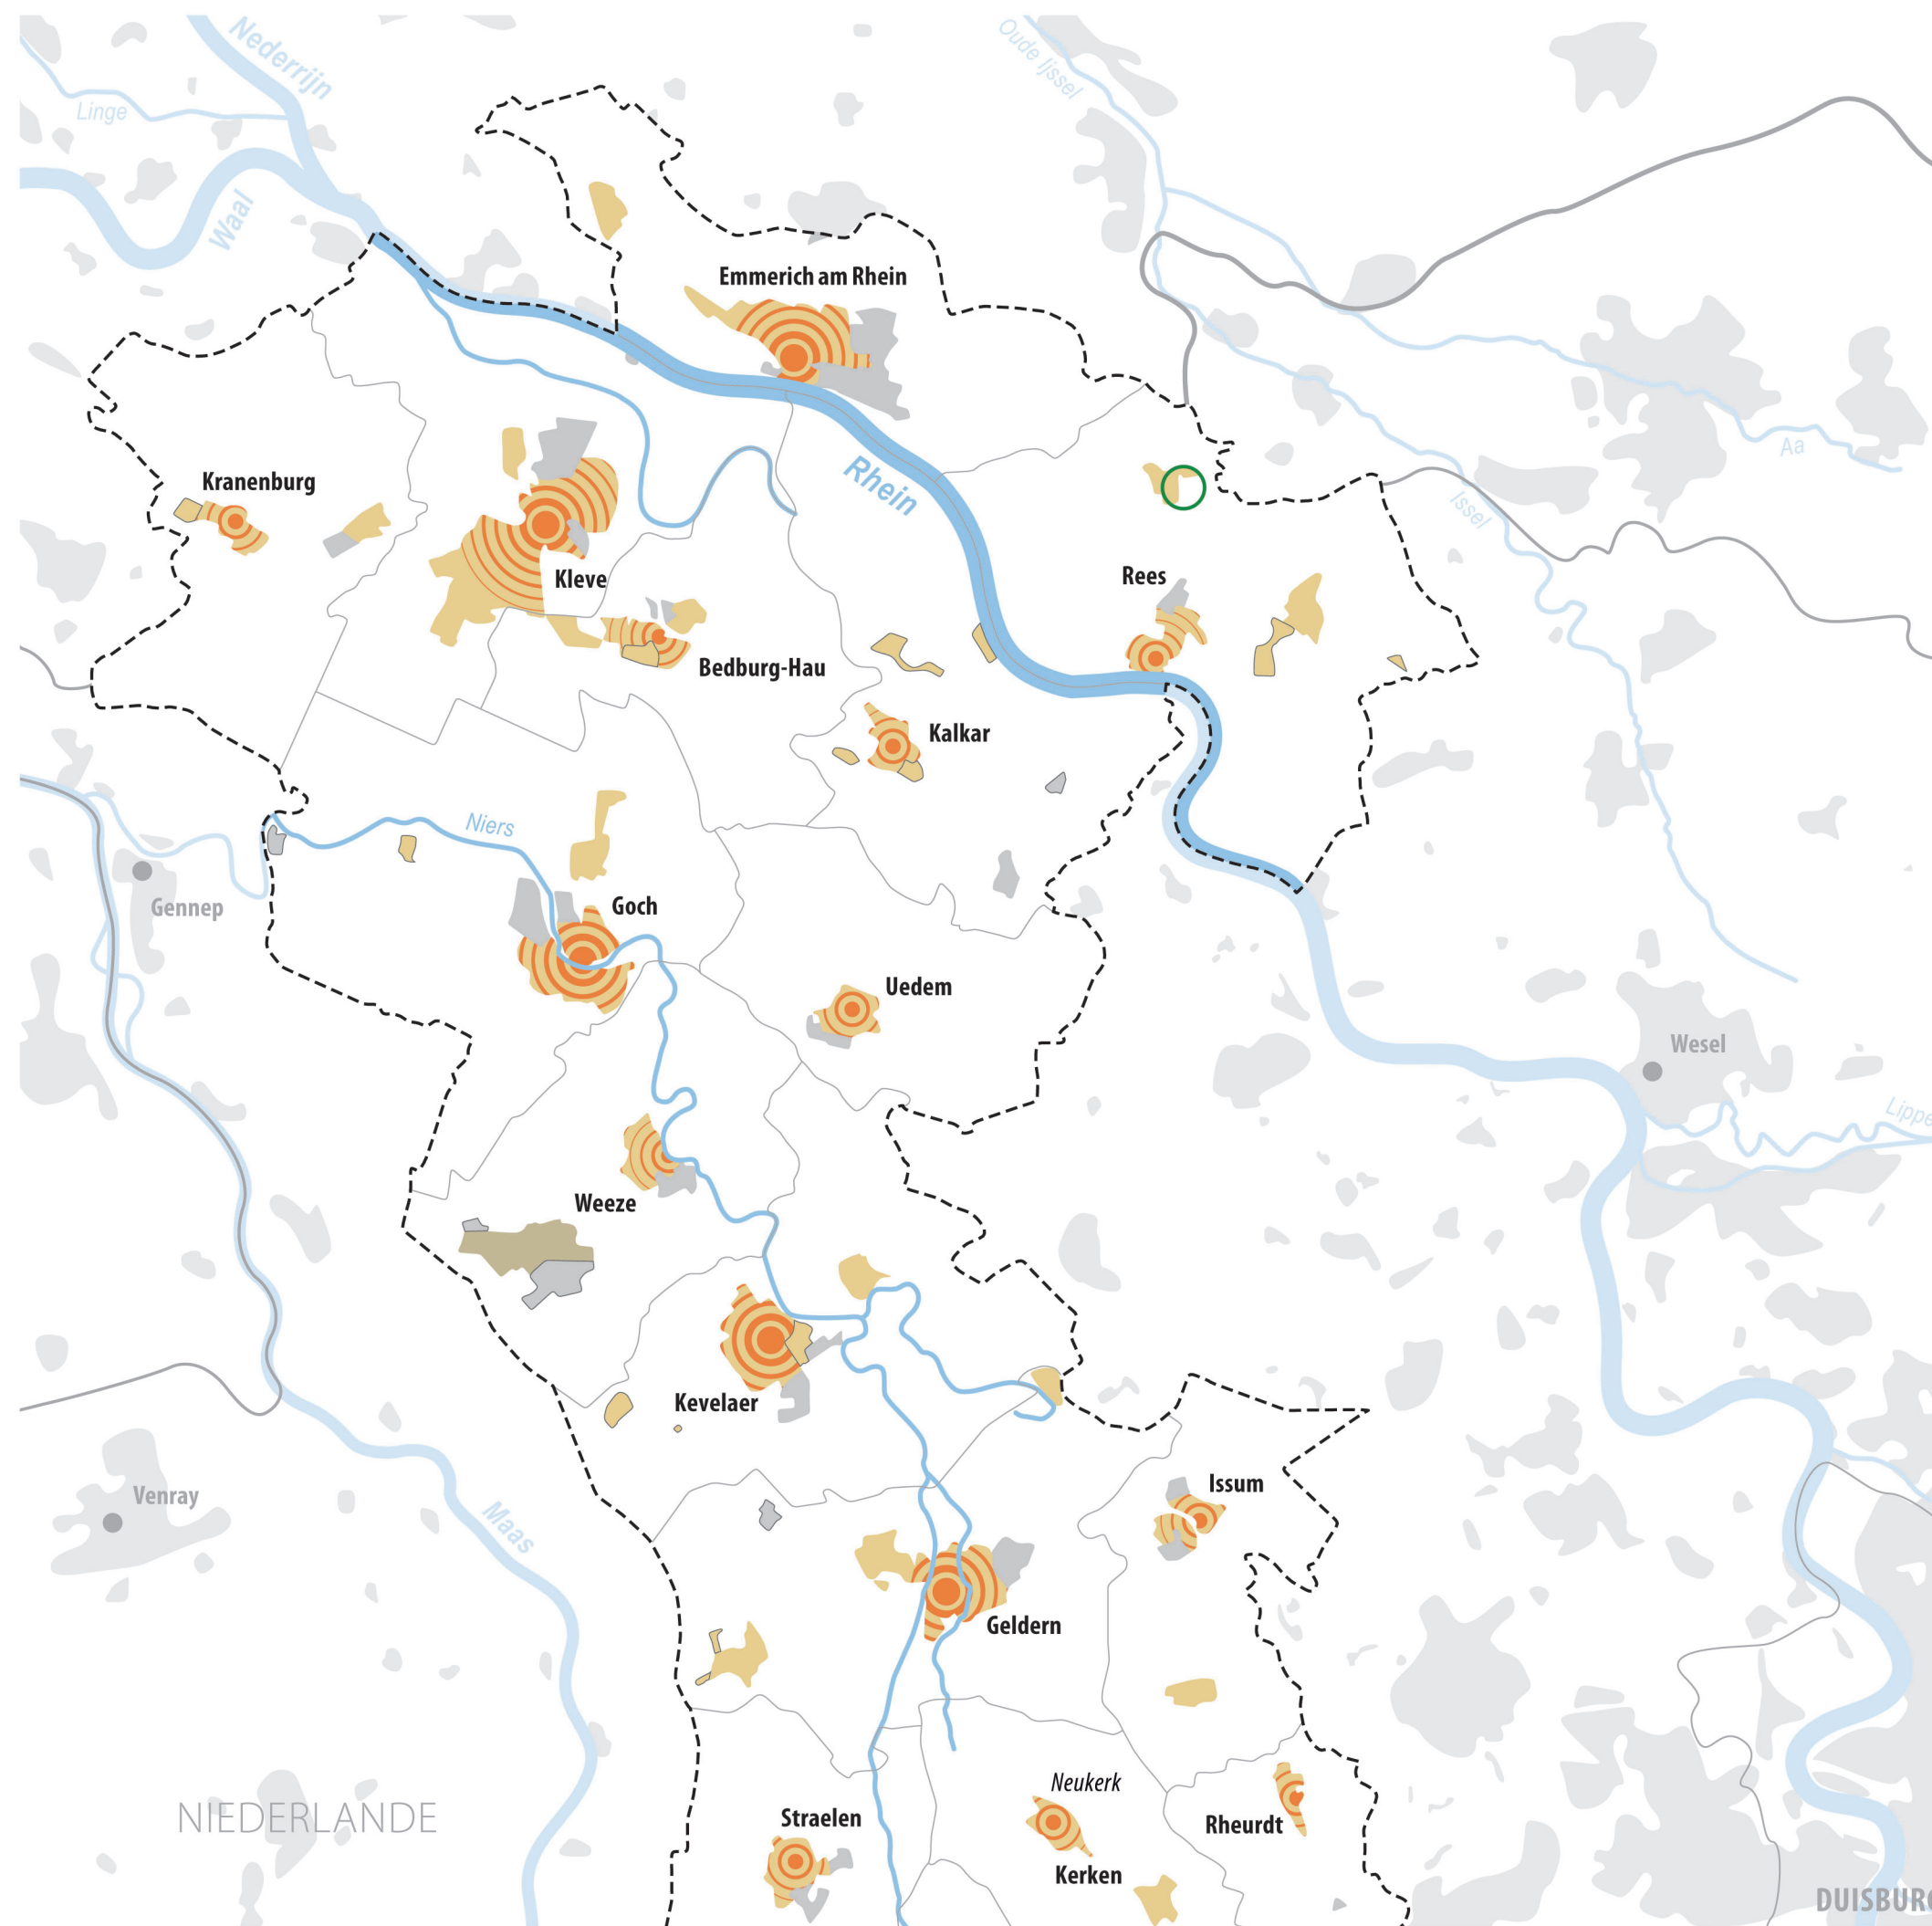 Nederrijn
Oude Ijssel
Linge
Waal
Emmerich am Rhein
Aa
Rhein
Kranenburg
Issel
Kleve
Rees
Bedburg-Hau
Kalkar
Niers
Gennep
Goch
Uedem
Wesel
Lippe
Weeze
Kevelaer
Issum
Venray
Maas
Geldern
Neukerk
NIEDERLANDE
Straelen
Rheurdt
Kerken
DUISBURG